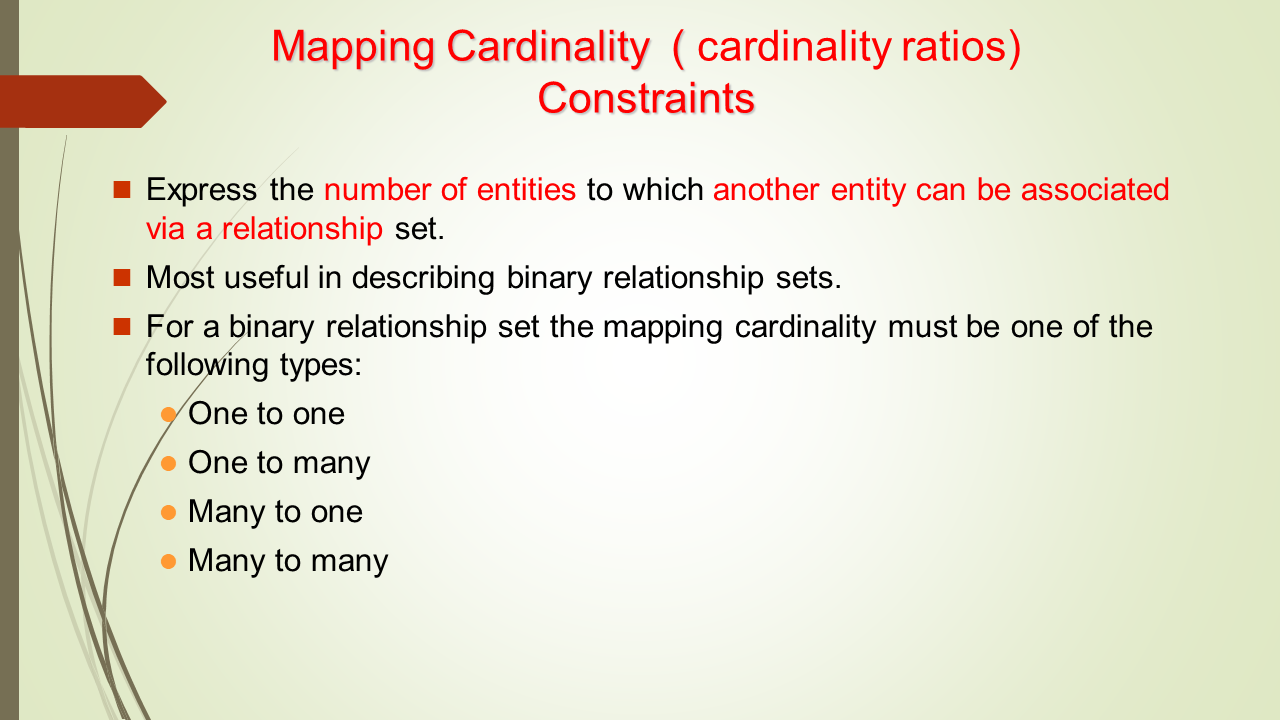 Mapping Cardinality  ( cardinality ratios)
Constraints
Express the number of entities to which another entity can be associated
via a relationship set.
Most useful in describing binary relationship sets.
For a binary relationship set the mapping cardinality must be one of the
following types:
One to one
One to many
Many to one
Many to many